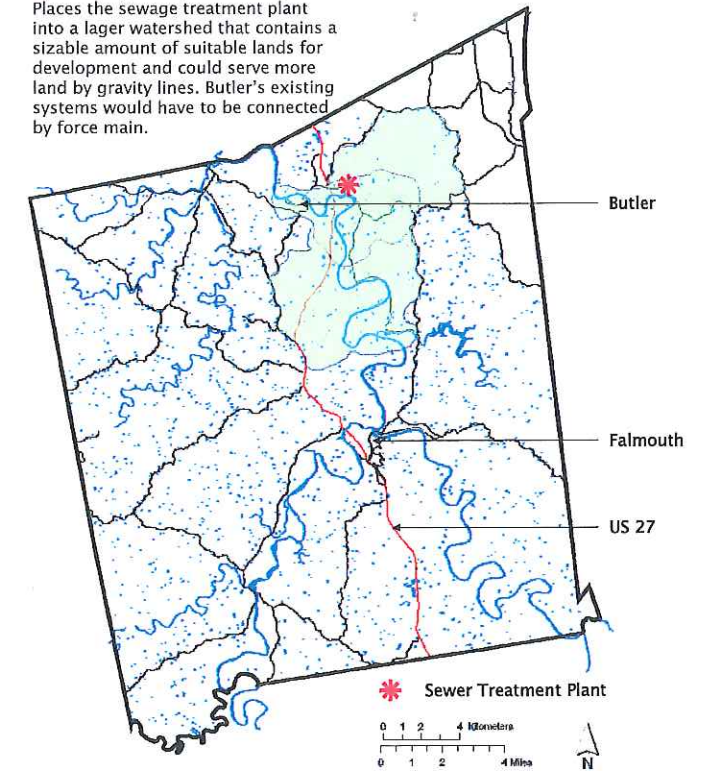 Places the sewage treatment plant
into a lager watershed that contains a
sizable amount of suitable lands for
development and could serve more
land by gravity lines. Butler's existing
systems would have to be connected
by force main.
Butler
Falmouth
US 27
Sewer Treatment Plant
0 1 2 4 Kilometers
0 1 2 4 Miles
N